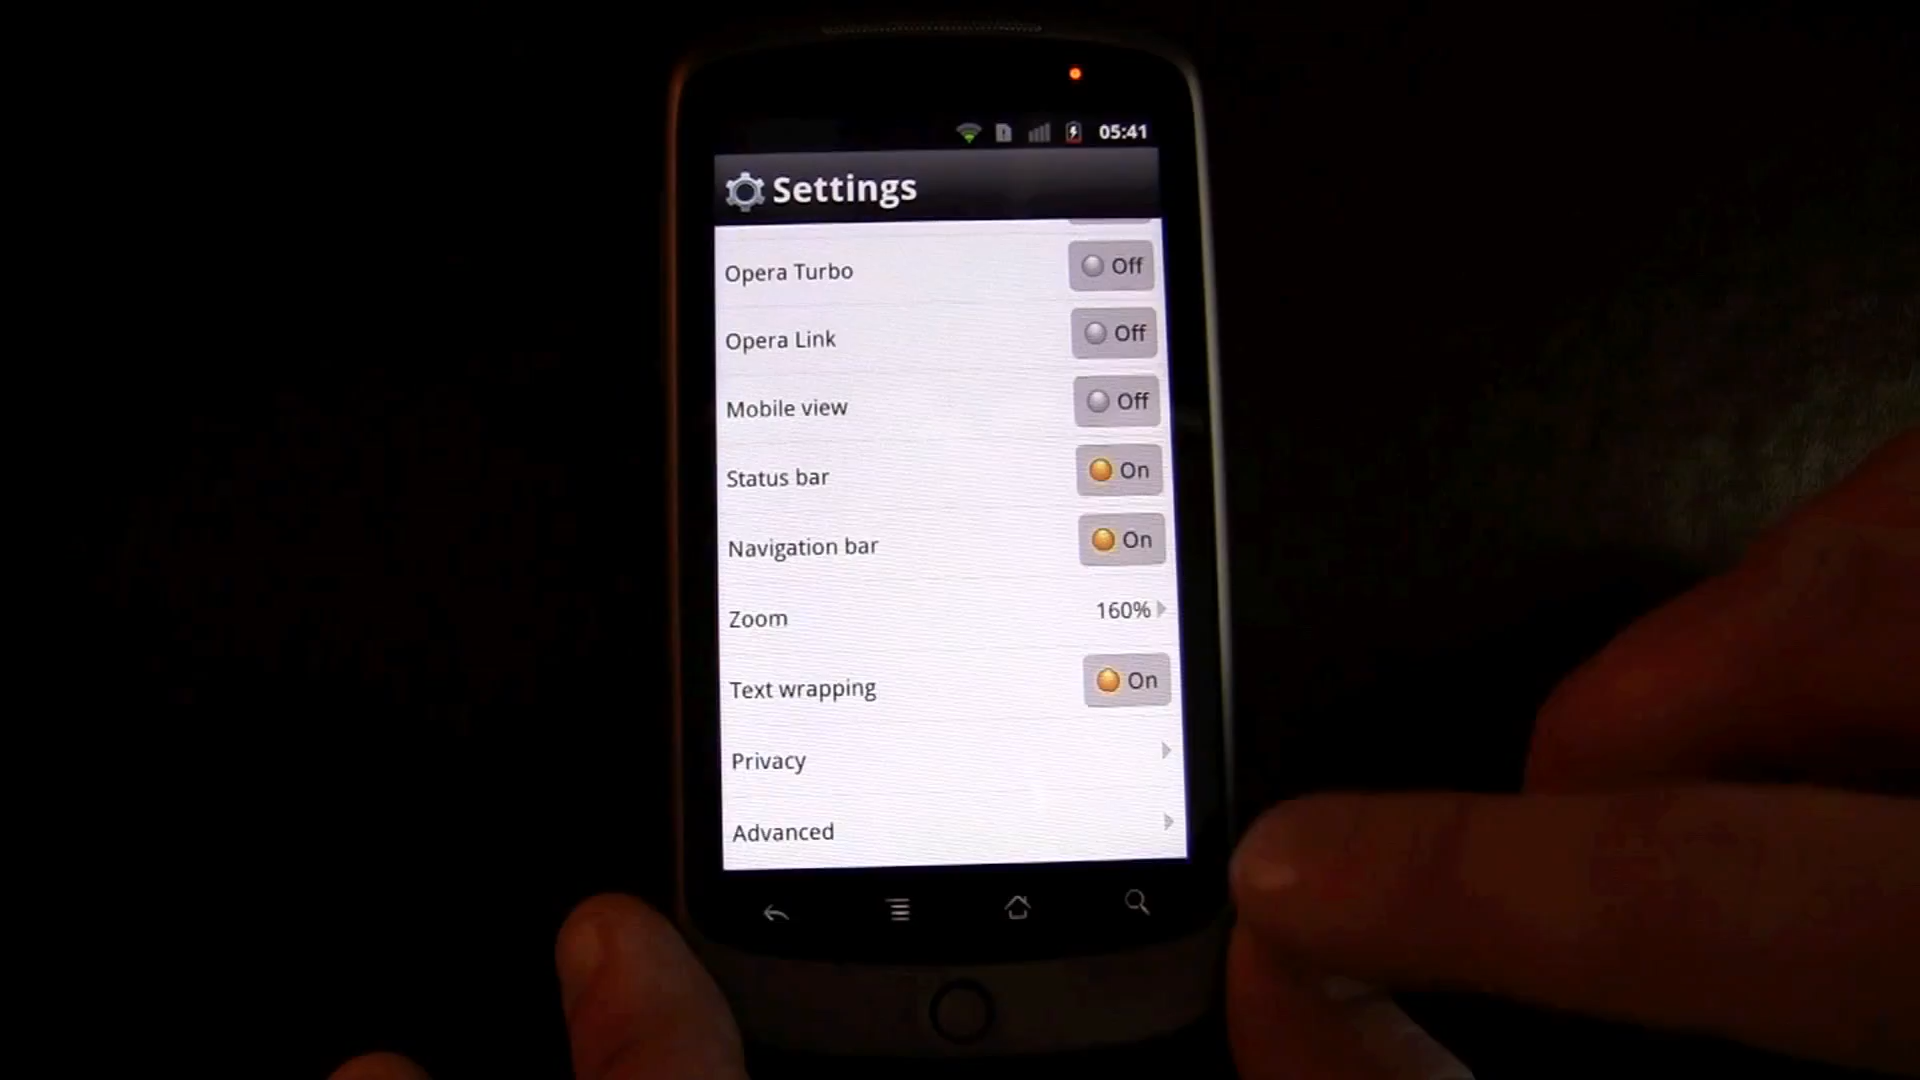 05:41
Settings
Opera Turbo Off
Opera Link Off
Mobile view Off
Status bar On
Navigation bar On
Zoom 160%
Text wrapping On
Privacy
Advanced